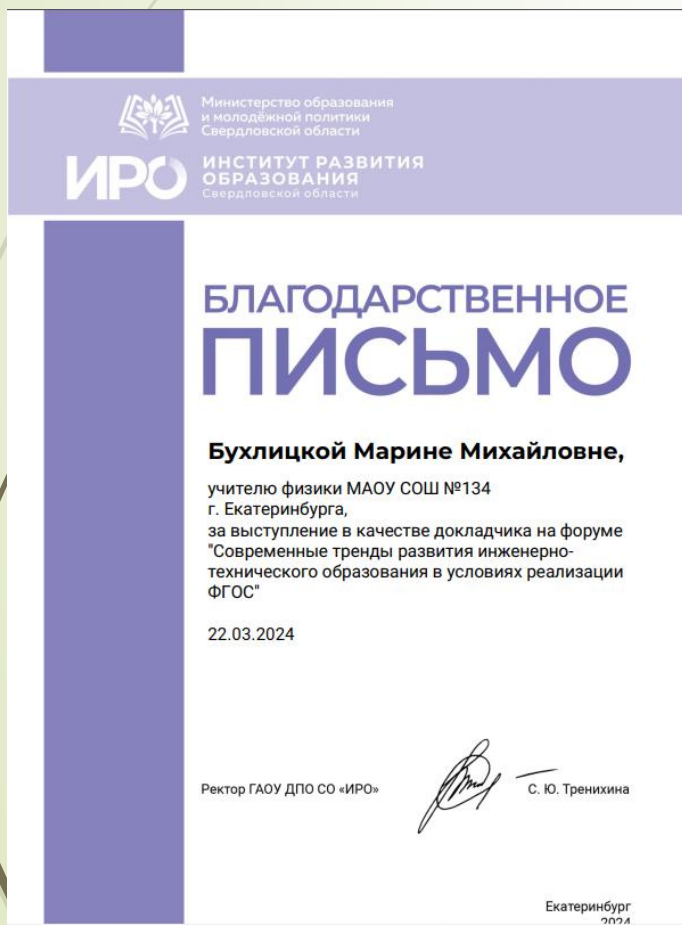 Министерство образования
и молодёжной политики
Свердловской области
ИРО
ИНСТИТУТ РАЗВИТИЯ
ОБРАЗОВАНИЯ
Свердловской области
БЛАГОДАРСТВЕННОЕ
ПИСЬМО
Бухлицкой Марине Михайловне,
учителю физики МАОУ СОШ №134
г. Екатеринбурга,
за выступление в качестве докладчика на форуме
"Современные тренды развития инженерно-
технического образования в условиях реализации
ФГОС"
22.03.2024
Ректор ГАОУ ДПО СО «ИРО»
С. Ю. Тренихина
Екатеринбург
2024